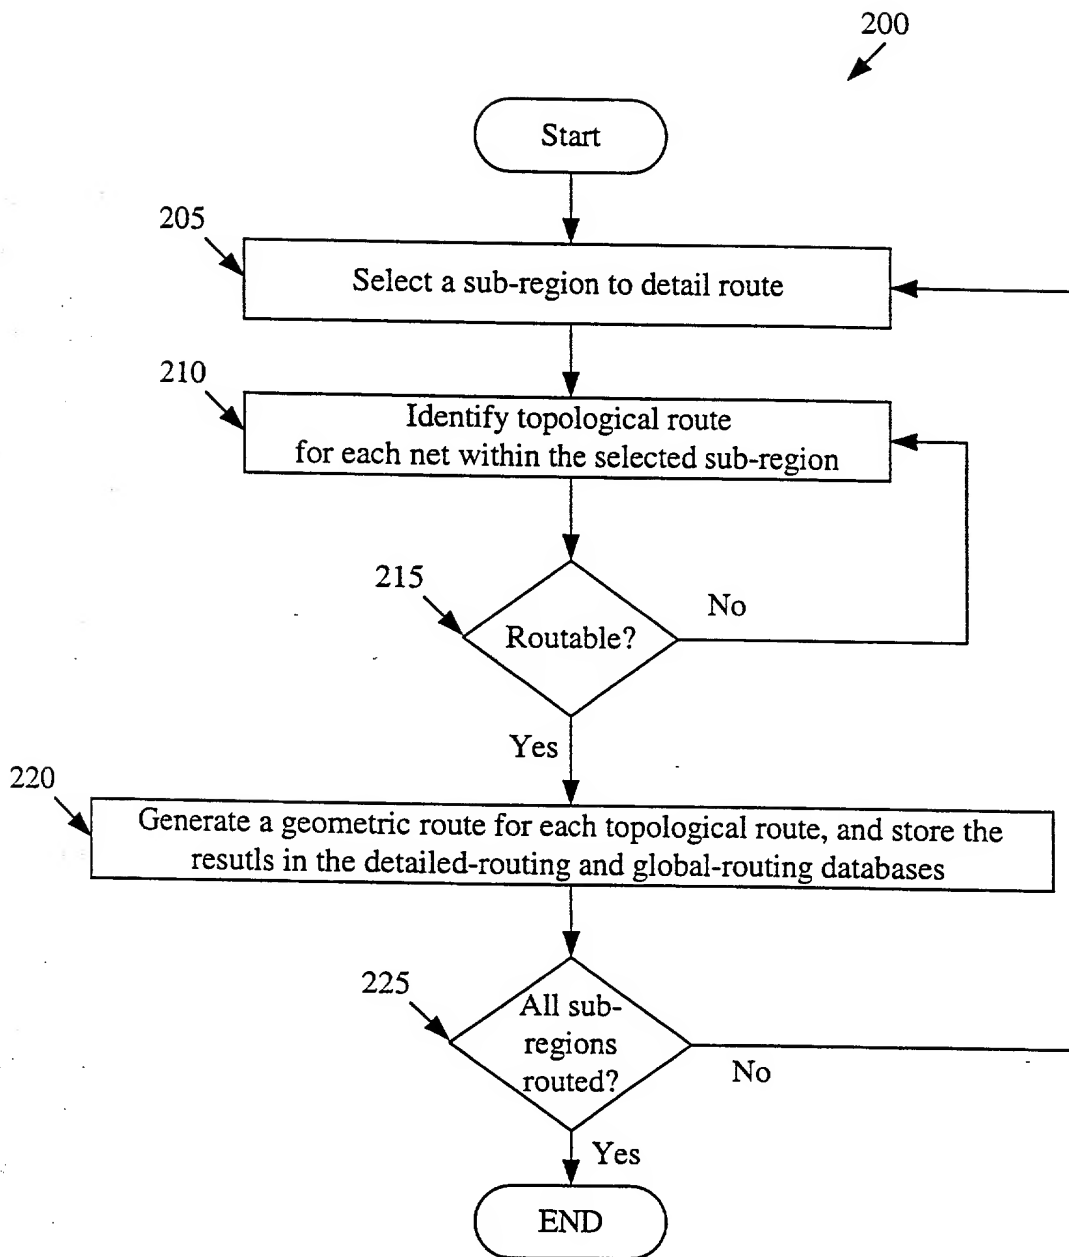 200
Start
205
Select a sub-region to detail route
210
Identify topological route
for each net within the selected sub-region
215
Routable?
No
Yes
220
Generate a geometric route for each topological route, and store the
resutls in the detailed-routing and global-routing databases
225
All sub-
regions
routed?
No
Yes
END